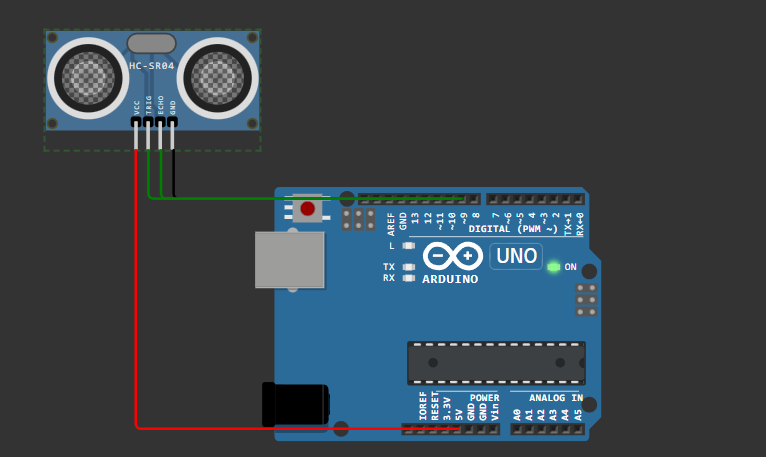 HC-SR04
VCC
TRIG
ECHO
GND
AREF
GND
13
12
~11
~10
~9
8
7
~6
~5
4
~3
2
TX→1
RX←0
DIGITAL (PWM ~)
L
TX
RX
UNO
ON
ARDUINO
POWER
ANALOG IN
IOREF
RESET
3.3V
5V
GND
GND
Vin
A0
A1
A2
A3
A4
A5